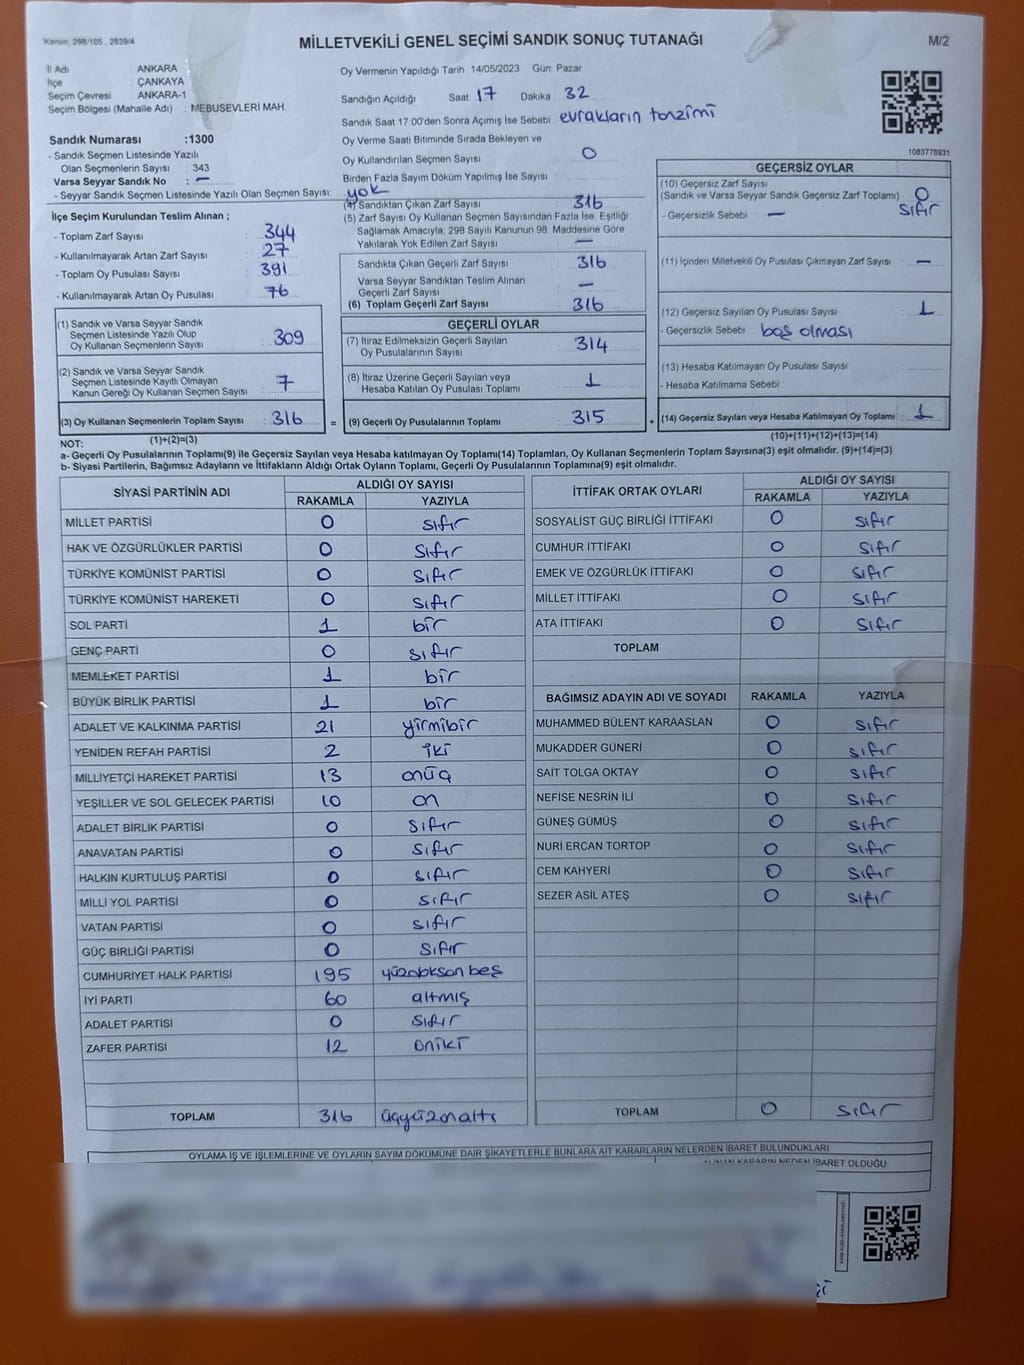 Kanun, 298/105, 2839/4
MİLLETVEKİLİ GENEL SEÇİMİ SANDIK SONUÇ TUTANAĞI
M/2
İl Adı : ANKARA
İlçe : ÇANKAYA
Seçim Çevresi : ANKARA-1
Seçim Bölgesi (Mahalle Adı) : MEBUSEVLERİ MAH.
Oy Vermenin Yapıldığı Tarih 14/05/2023 Gün: Pazar
Sandığın Açıldığı Saat 17 Dakika 32
Sandık Saat 17:00'den Sonra Açımış İse Sebebi: evrakların tanzimi
Sandık Numarası :1300
- Sandık Seçmen Listesinde Yazılı
Olan Seçmenlerin Sayısı : 343
Varsa Seyyar Sandık No : —
- Seyyar Sandık Seçmen Listesinde Yazılı Olan Seçmen Sayısı: yok
Oy Verme Saati Bitiminde Sırada Bekleyen ve
Oy Kullandırılan Seçmen Sayısı 0
Birden Fazla Sayım Döküm Yapılmış İse Sayısı :
1083778931
İlçe Seçim Kurulundan Teslim Alınan ;
- Toplam Zarf Sayısı : 344
- Kullanılmayarak Artan Zarf Sayısı : 27
- Toplam Oy Pusulası Sayısı : 391
- Kullanılmayarak Artan Oy Pusulası : 76
(4) Sandıktan Çıkan Zarf Sayısı : 316
(5) Zarf Sayısı Oy Kullanan Seçmen Sayısından Fazla İse, Eşitliği
Sağlamak Amacıyla; 298 Sayılı Kanunun 98. Maddesine Göre
Yakılarak Yok Edilen Zarf Sayısı : —
Sandıkta Çıkan Geçerli Zarf Sayısı : 316
Varsa Seyyar Sandıktan Teslim Alınan
Geçerli Zarf Sayısı : —
(6) Toplam Geçerli Zarf Sayısı : 316
GEÇERSİZ OYLAR
(10) Geçersiz Zarf Sayısı
(Sandık ve Varsa Seyyar Sandık Geçersiz Zarf Toplamı) : 0
sıfır
- Geçersizlik Sebebi : —
(11) İçinden Milletvekili Oy Pusulası Çıkmayan Zarf Sayısı : —
(12) Geçersiz Sayılan Oy Pusulası Sayısı : 1
- Geçersizlik Sebebi : boş olması
(13) Hesaba Katılmayan Oy Pusulası Sayısı :
- Hesaba Katılmama Sebebi :
(14) Geçersiz Sayılan veya Hesaba Katılmayan Oy Toplamı : 1
(10)+(11)+(12)+(13)=(14)
(1) Sandık ve Varsa Seyyar Sandık
Seçmen Listesinde Yazılı Olup
Oy Kullanan Seçmenlerin Sayısı : 309
(2) Sandık ve Varsa Seyyar Sandık
Seçmen Listesinde Kayıtlı Olmayan
Kanun Gereği Oy Kullanan Seçmen Sayısı : 7
(3) Oy Kullanan Seçmenlerin Toplam Sayısı : 316
=
GEÇERLİ OYLAR
(7) İtiraz Edilmeksizin Geçerli Sayılan
Oy Pusulalarının Sayısı : 314
(8) İtiraz Üzerine Geçerli Sayılan veya
Hesaba Katılan Oy Pusulası Toplamı : 1
(9) Geçerli Oy Pusulalarının Toplamı : 315
+
NOT: (1)+(2)=(3)
a- Geçerli Oy Pusulalarının Toplamı(9) ile Geçersiz Sayılan veya Hesaba katılmayan Oy Toplamı(14) Toplamları, Oy Kullanan Seçmenlerin Toplam Sayısına(3) eşit olmalıdır. (9)+(14)=(3)
b- Siyasi Partilerin, Bağımsız Adayların ve İttifakların Aldığı Ortak Oyların Toplamı, Geçerli Oy Pusulalarının Toplamına(9) eşit olmalıdır.
SİYASİ PARTİNİN ADI ALDIĞI OY SAYISI
RAKAMLA YAZIYLA
MİLLET PARTİSİ 0 sıfır
HAK VE ÖZGÜRLÜKLER PARTİSİ 0 sıfır
TÜRKİYE KOMÜNİST PARTİSİ 0 sıfır
TÜRKİYE KOMÜNİST HAREKETİ 0 sıfır
SOL PARTİ 1 bir
GENÇ PARTİ 0 sıfır
MEMLEKET PARTİSİ 1 bir
BÜYÜK BİRLİK PARTİSİ 1 bir
ADALET VE KALKINMA PARTİSİ 21 yirmibir
YENİDEN REFAH PARTİSİ 2 iki
MİLLİYETÇİ HAREKET PARTİSİ 13 onüç
YEŞİLLER VE SOL GELECEK PARTİSİ 10 on
ADALET BİRLİK PARTİSİ 0 sıfır
ANAVATAN PARTİSİ 0 sıfır
HALKIN KURTULUŞ PARTİSİ 0 sıfır
MİLLİ YOL PARTİSİ 0 sıfır
VATAN PARTİSİ 0 sıfır
GÜÇ BİRLİĞİ PARTİSİ 0 sıfır
CUMHURİYET HALK PARTİSİ 195 yüzdoksan beş
İYİ PARTİ 60 altmış
ADALET PARTİSİ 0 sıfır
ZAFER PARTİSİ 12 oniki
TOPLAM 316 üçyüzonaltı
İTTİFAK ORTAK OYLARI ALDIĞI OY SAYISI
RAKAMLA YAZIYLA
SOSYALİST GÜÇ BİRLİĞİ İTTİFAKI 0 sıfır
CUMHUR İTTİFAKI 0 sıfır
EMEK VE ÖZGÜRLÜK İTTİFAKI 0 sıfır
MİLLET İTTİFAKI 0 sıfır
ATA İTTİFAKI 0 sıfır
TOPLAM
BAĞIMSIZ ADAYIN ADI VE SOYADI RAKAMLA YAZIYLA
MUHAMMED BÜLENT KARAASLAN 0 sıfır
MUKADDER GÜNERİ 0 sıfır
SAİT TOLGA OKTAY 0 sıfır
NEFİSE NESRİN İLİ 0 sıfır
GÜNEŞ GÜMÜŞ 0 sıfır
NURİ ERCAN TORTOP 0 sıfır
CEM KAHYERİ 0 sıfır
SEZER ASİL ATEŞ 0 sıfır
TOPLAM 0 sıfır
OYLAMA İŞ VE İŞLEMLERİNE VE OYLARIN SAYIM DÖKÜMÜNE DAİR ŞİKAYETLERLE BUNLARA AİT KARARLARIN NELERDEN İBARET BULUNDUKLARI
ALINAN KARARIN NEDEN İBARET OLDUĞU